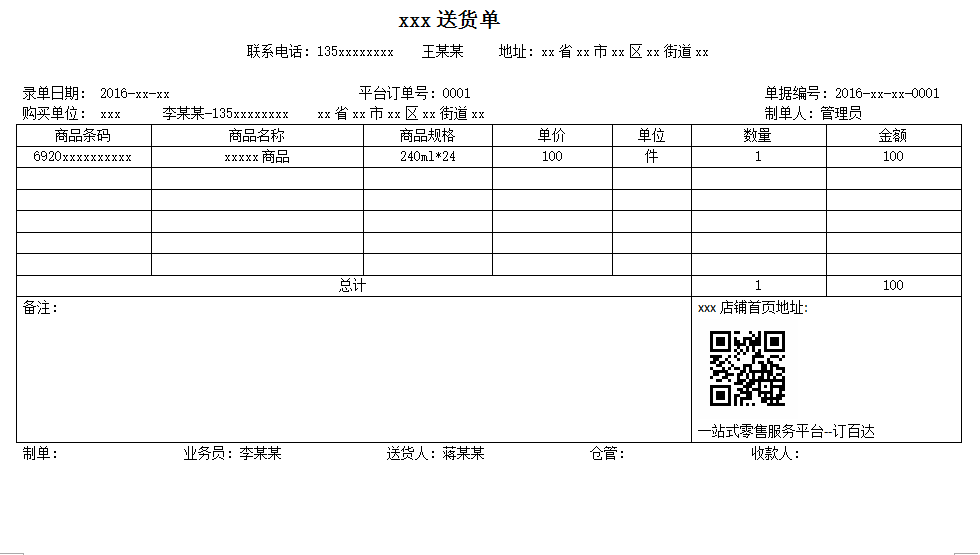 xxx 送货单
联系电话：135xxxxxxxx 王某某 地址：xx 省 xx 市 xx 区 xx 街道 xx
录单日期： 2016-xx-xx 平台订单号：0001 单据编号：2016-xx-xx-0001
购买单位： xxx 李某某-135xxxxxxxx xx 省 xx 市 xx 区 xx 街道 xx 制单人：管理员
商品条码 商品名称 商品规格 单价 单位 数量 金额
6920xxxxxxxxxx xxxxx 商品 240ml*24 100 件 1 100
总计 1 100
备注： xxx 店铺首页地址：
一站式零售服务平台--订百达
制单： 业务员：李某某 送货人：蒋某某 仓管： 收款人：